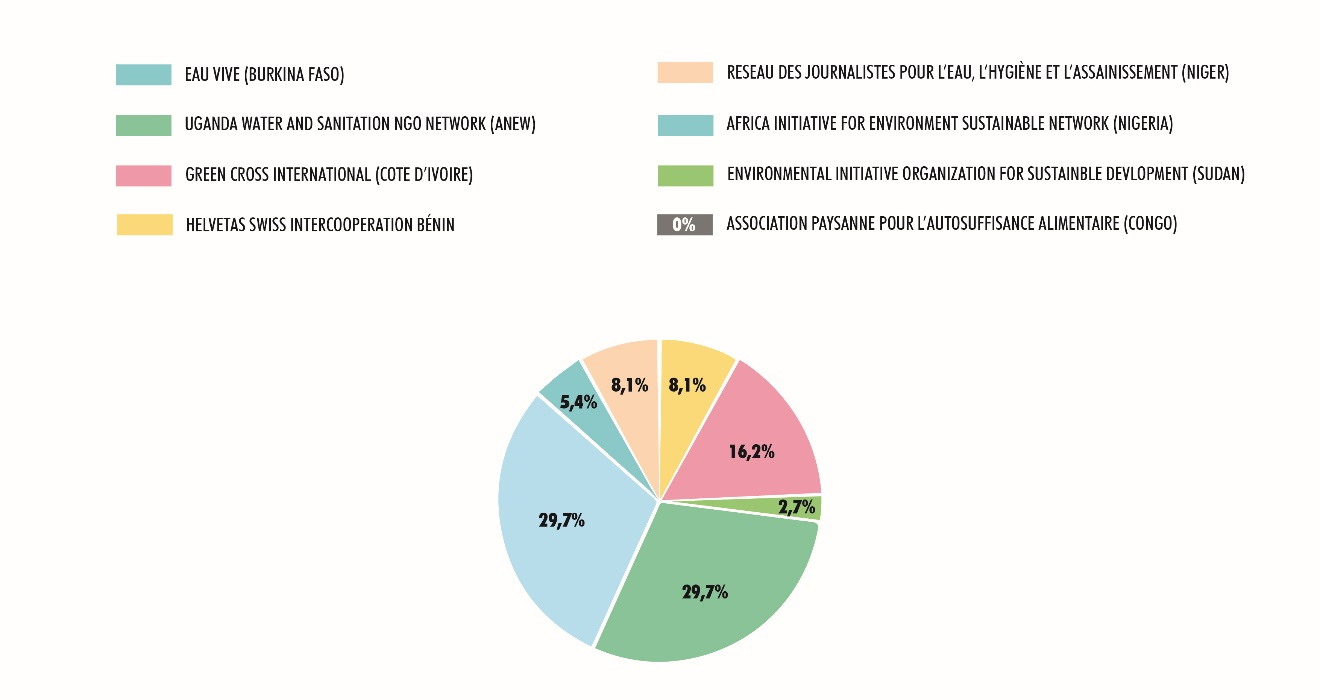 EAU VIVE (BURKINA FASO)
UGANDA WATER AND SANITATION NGO NETWORK (ANEW)
GREEN CROSS INTERNATIONAL (COTE D'IVOIRE)
HELVETAS SWISS INTERCOOPERATION BÉNIN
RESEAU DES JOURNALISTES POUR L'EAU, L'HYGIÈNE ET L'ASSAINISSEMENT (NIGER)
AFRICA INITIATIVE FOR ENVIRONMENT SUSTAINABLE NETWORK (NIGERIA)
ENVIRONMENTAL INITIATIVE ORGANIZATION FOR SUSTAINBLE DEVLOPMENT (SUDAN)
0% ASSOCIATION PAYSANNE POUR L'AUTOSUFFISANCE ALIMENTAIRE (CONGO)
8,1%
8,1%
5,4%
16,2%
2,7%
29,7%
29,7%